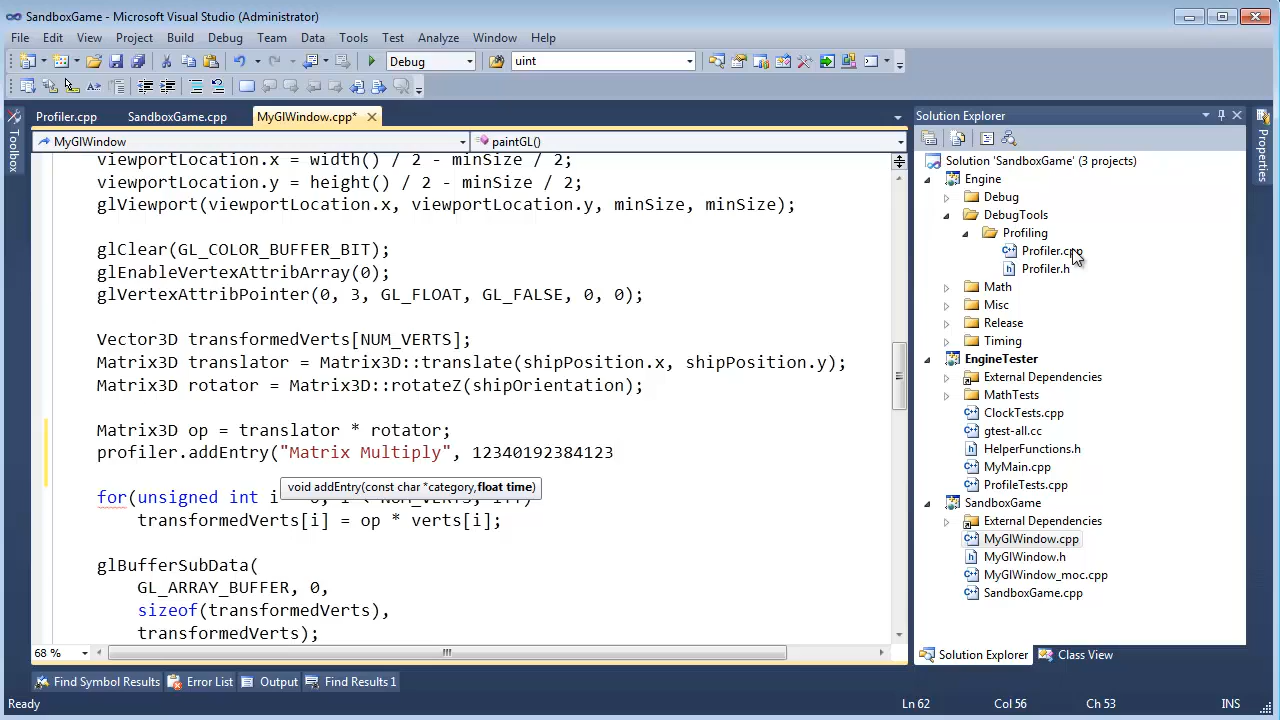 SandboxGame - Microsoft Visual Studio (Administrator)
File Edit View Project Build Debug Team Data Tools Test Analyze Window Help
Debug uint
Profiler.cpp SandboxGame.cpp MyGlWindow.cpp*
MyGlWindow paintGL()
Toolbox
viewportLocation.x = width() / 2 - minSize / 2;
viewportLocation.y = height() / 2 - minSize / 2;
glViewport(viewportLocation.x, viewportLocation.y, minSize, minSize);
glClear(GL_COLOR_BUFFER_BIT);
glEnableVertexAttribArray(0);
glVertexAttribPointer(0, 3, GL_FLOAT, GL_FALSE, 0, 0);
Vector3D transformedVerts[NUM_VERTS];
Matrix3D translator = Matrix3D::translate(shipPosition.x, shipPosition.y);
Matrix3D rotator = Matrix3D::rotateZ(shipOrientation);
Matrix3D op = translator * rotator;
profiler.addEntry("Matrix Multiply", 12340192384123
void addEntry(const char *category,float time)
for(unsigned int i
transformedVerts[i] = op * verts[i];
glBufferSubData(
GL_ARRAY_BUFFER, 0,
sizeof(transformedVerts),
transformedVerts);
68 %
Solution Explorer
Solution 'SandboxGame' (3 projects)
Engine
Debug
DebugTools
Profiling
Profiler.cpp
Profiler.h
Math
Misc
Release
Timing
EngineTester
External Dependencies
MathTests
ClockTests.cpp
gtest-all.cc
HelperFunctions.h
MyMain.cpp
ProfileTests.cpp
SandboxGame
External Dependencies
MyGlWindow.cpp
MyGlWindow.h
MyGlWindow_moc.cpp
SandboxGame.cpp
Solution Explorer Class View
Properties
Find Symbol Results Error List Output Find Results 1
Ready Ln 62 Col 56 Ch 53 INS